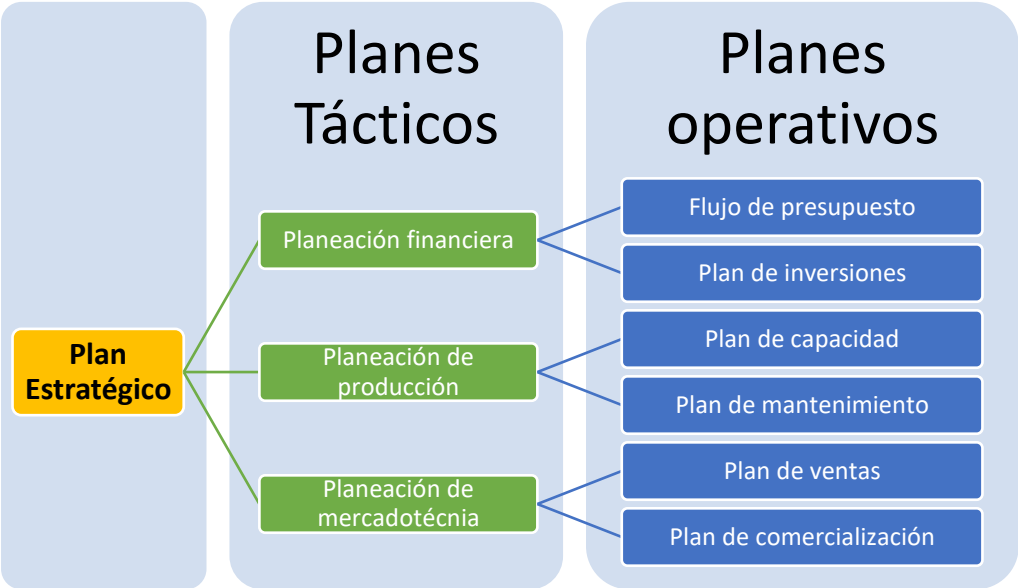 Planes
Tácticos
Planes
operativos
Plan
Estratégico
Planeación financiera
Planeación de
producción
Planeación de
mercadotécnia
Flujo de presupuesto
Plan de inversiones
Plan de capacidad
Plan de mantenimiento
Plan de ventas
Plan de comercialización